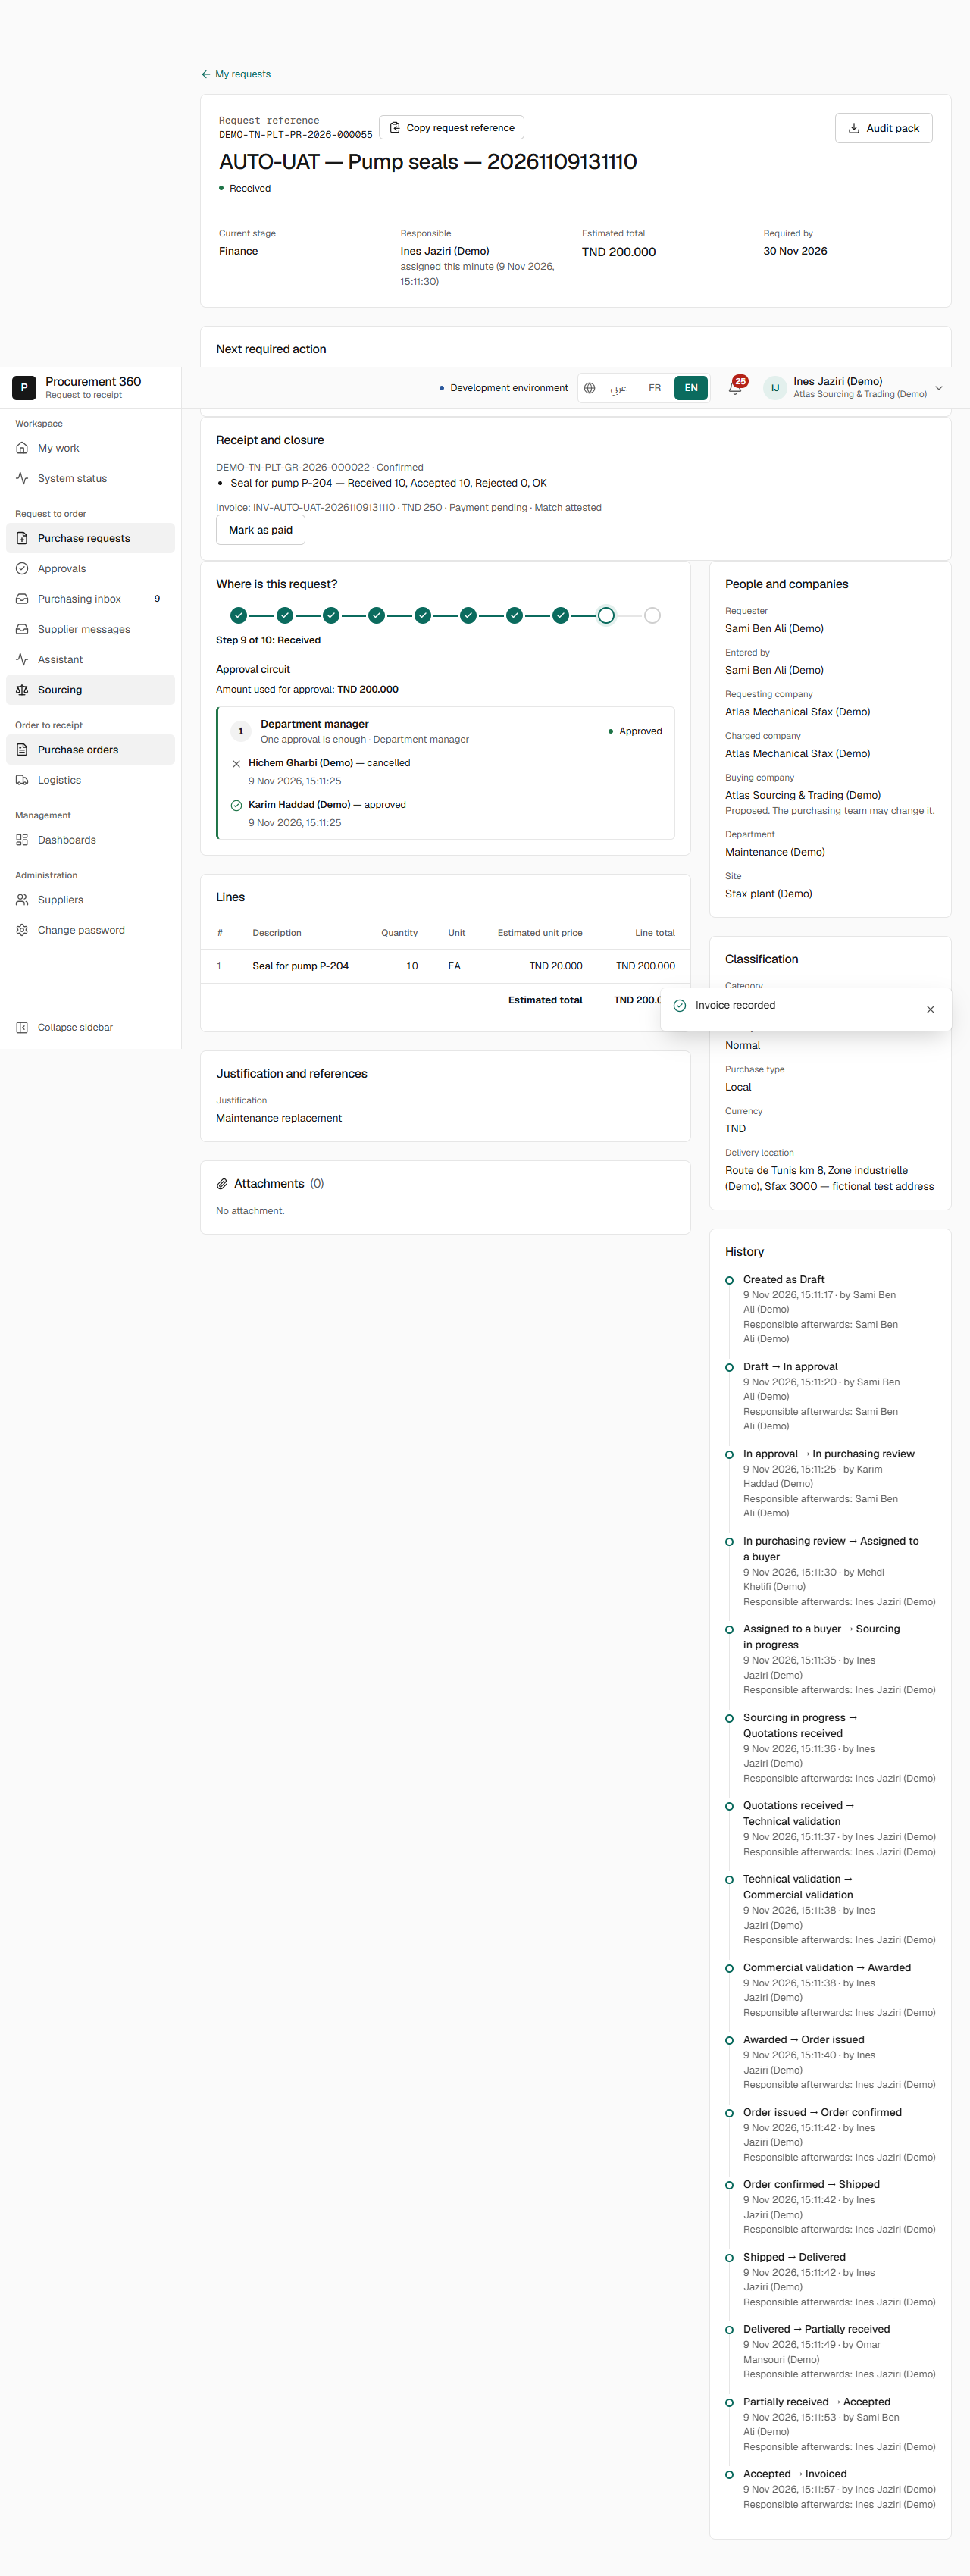 My requests
Request reference
DEMO-TN-PLT-PR-2026-000055
Copy request reference
Audit pack
AUTO-UAT — Pump seals — 20261109131110
Received
Current stage
Finance
Responsible
Ines Jaziri (Demo)
assigned this minute (9 Nov 2026,
15:11:30)
Estimated total
TND 200.000
Required by
30 Nov 2026
Next required action
P
Procurement 360
Request to receipt
Development environment
عربي
FR
EN
25
IJ
Ines Jaziri (Demo)
Atlas Sourcing & Trading (Demo)
Workspace
My work
System status
Request to order
Purchase requests
Approvals
Purchasing inbox 9
Supplier messages
Assistant
Sourcing
Order to receipt
Purchase orders
Logistics
Management
Dashboards
Administration
Suppliers
Change password
Collapse sidebar
Receipt and closure
DEMO-TN-PLT-GR-2026-000022 · Confirmed
Seal for pump P-204 — Received 10, Accepted 10, Rejected 0, OK
Invoice: INV-AUTO-UAT-20261109131110 · TND 250 · Payment pending · Match attested
Mark as paid
Where is this request?
Step 9 of 10: Received
Approval circuit
Amount used for approval: TND 200.000
1
Department manager
One approval is enough · Department manager
Approved
Hichem Gharbi (Demo) — cancelled
9 Nov 2026, 15:11:25
Karim Haddad (Demo) — approved
9 Nov 2026, 15:11:25
Lines
# Description Quantity Unit Estimated unit price Line total
1 Seal for pump P-204 10 EA TND 20.000 TND 200.000
Estimated total TND 200.0
Justification and references
Justification
Maintenance replacement
Attachments (0)
No attachment.
People and companies
Requester
Sami Ben Ali (Demo)
Entered by
Sami Ben Ali (Demo)
Requesting company
Atlas Mechanical Sfax (Demo)
Charged company
Atlas Mechanical Sfax (Demo)
Buying company
Atlas Sourcing & Trading (Demo)
Proposed. The purchasing team may change it.
Department
Maintenance (Demo)
Site
Sfax plant (Demo)
Classification
Category
Invoice recorded
Normal
Purchase type
Local
Currency
TND
Delivery location
Route de Tunis km 8, Zone industrielle
(Demo), Sfax 3000 — fictional test address
History
Created as Draft
9 Nov 2026, 15:11:17 · by Sami Ben
Ali (Demo)
Responsible afterwards: Sami Ben
Ali (Demo)
Draft → In approval
9 Nov 2026, 15:11:20 · by Sami Ben
Ali (Demo)
Responsible afterwards: Sami Ben
Ali (Demo)
In approval → In purchasing review
9 Nov 2026, 15:11:25 · by Karim
Haddad (Demo)
Responsible afterwards: Sami Ben
Ali (Demo)
In purchasing review → Assigned to
a buyer
9 Nov 2026, 15:11:30 · by Mehdi
Khelifi (Demo)
Responsible afterwards: Ines Jaziri (Demo)
Assigned to a buyer → Sourcing
in progress
9 Nov 2026, 15:11:35 · by Ines
Jaziri (Demo)
Responsible afterwards: Ines Jaziri (Demo)
Sourcing in progress →
Quotations received
9 Nov 2026, 15:11:36 · by Ines
Jaziri (Demo)
Responsible afterwards: Ines Jaziri (Demo)
Quotations received →
Technical validation
9 Nov 2026, 15:11:37 · by Ines Jaziri (Demo)
Responsible afterwards: Ines Jaziri (Demo)
Technical validation →
Commercial validation
9 Nov 2026, 15:11:38 · by Ines
Jaziri (Demo)
Responsible afterwards: Ines Jaziri (Demo)
Commercial validation → Awarded
9 Nov 2026, 15:11:38 · by Ines
Jaziri (Demo)
Responsible afterwards: Ines Jaziri (Demo)
Awarded → Order issued
9 Nov 2026, 15:11:40 · by Ines
Jaziri (Demo)
Responsible afterwards: Ines Jaziri (Demo)
Order issued → Order confirmed
9 Nov 2026, 15:11:42 · by Ines
Jaziri (Demo)
Responsible afterwards: Ines Jaziri (Demo)
Order confirmed → Shipped
9 Nov 2026, 15:11:42 · by Ines
Jaziri (Demo)
Responsible afterwards: Ines Jaziri (Demo)
Shipped → Delivered
9 Nov 2026, 15:11:42 · by Ines
Jaziri (Demo)
Responsible afterwards: Ines Jaziri (Demo)
Delivered → Partially received
9 Nov 2026, 15:11:49 · by Omar
Mansouri (Demo)
Responsible afterwards: Ines Jaziri (Demo)
Partially received → Accepted
9 Nov 2026, 15:11:53 · by Sami Ben
Ali (Demo)
Responsible afterwards: Ines Jaziri (Demo)
Accepted → Invoiced
9 Nov 2026, 15:11:57 · by Ines Jaziri (Demo)
Responsible afterwards: Ines Jaziri (Demo)